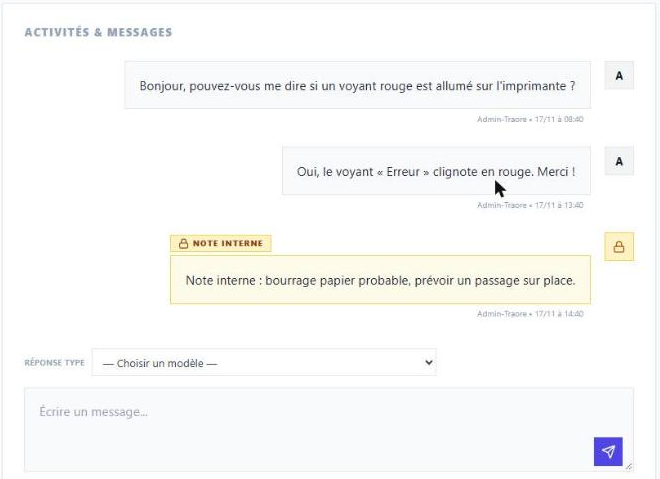 ACTIVITÉS & MESSAGES
Bonjour, pouvez-vous me dire si un voyant rouge est allumé sur l'imprimante ?
A
Admin-Traore • 17/11 à 08:40
Oui, le voyant « Erreur » clignote en rouge. Merci !
A
Admin-Traore • 17/11 à 13:40
NOTE INTERNE
Note interne : bourrage papier probable, prévoir un passage sur place.
Admin-Traore • 17/11 à 14:40
RÉPONSE TYPE
— Choisir un modèle —
Écrire un message...